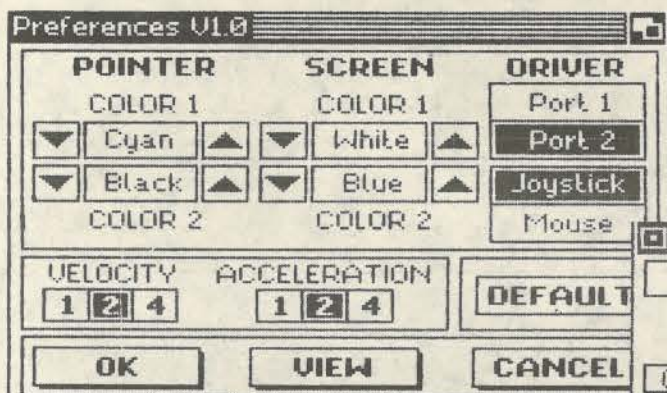 Preferences V1.0
POINTER SCREEN DRIVER
COLOR 1 COLOR 1 Port 1
Cyan White Port 2
Black Blue Joystick
COLOR 2 COLOR 2 Mouse
VELOCITY ACCELERATION
1 2 4 1 2 4 DEFAULT
OK VIEW CANCEL